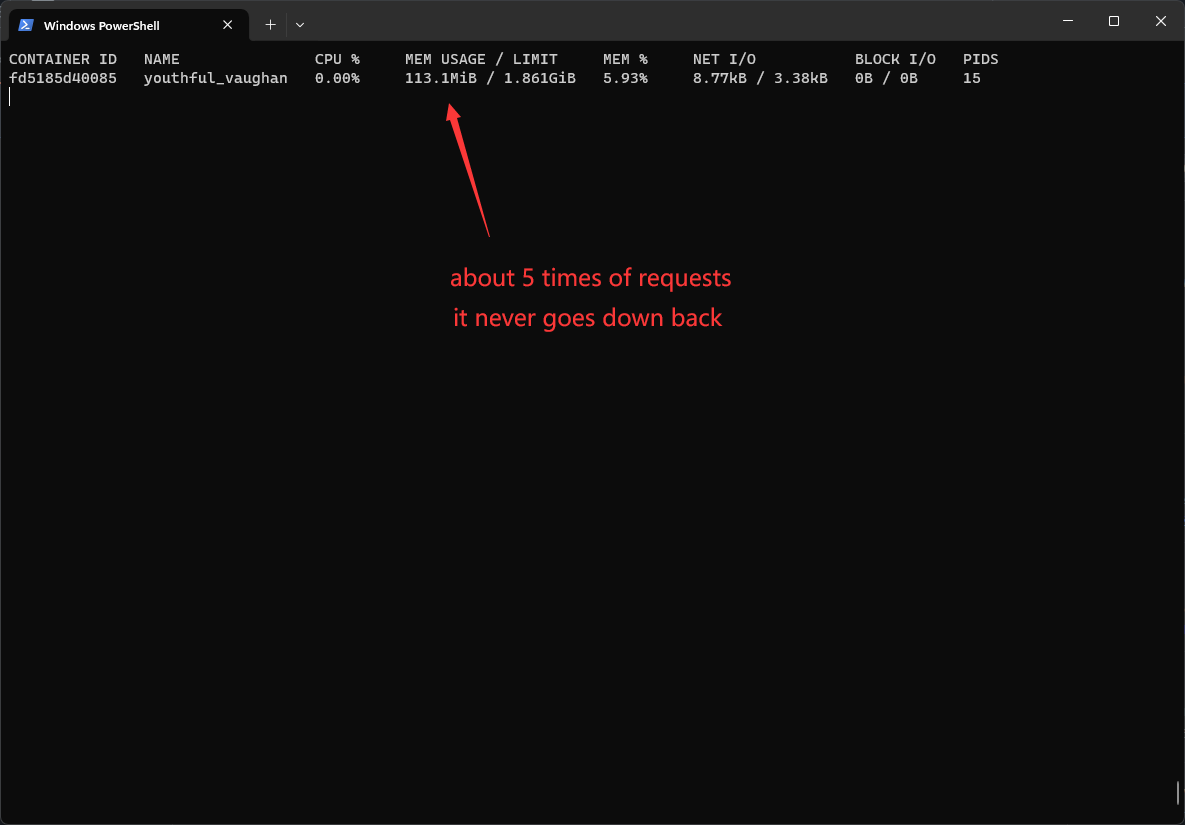 Windows PowerShell
CONTAINER ID NAME CPU % MEM USAGE / LIMIT MEM % NET I/O BLOCK I/O PIDS
fd5185d40085 youthful_vaughan 0.00% 113.1MiB / 1.861GiB 5.93% 8.77kB / 3.38kB 0B / 0B 15
about 5 times of requests
it never goes down back